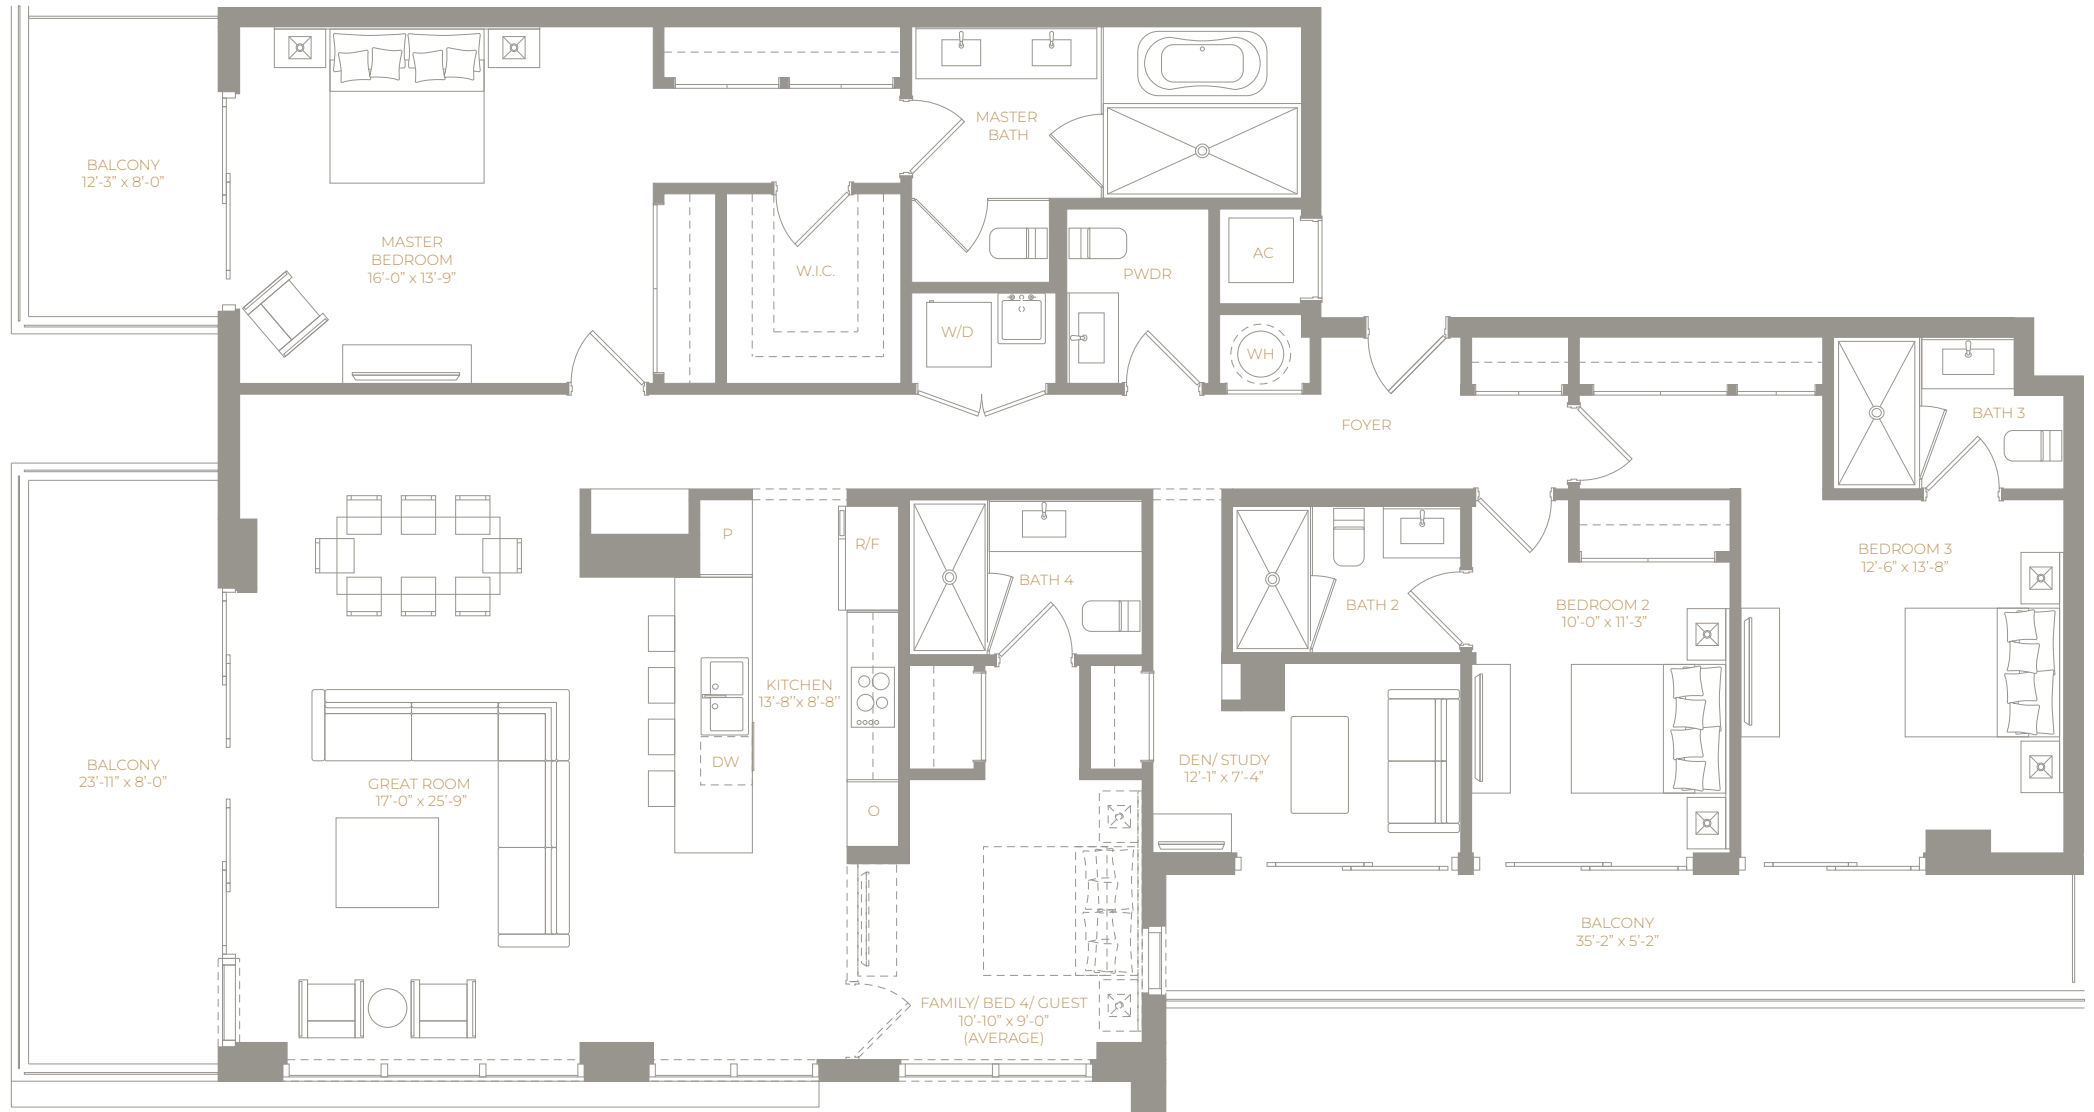 BALCONY
12'-3" x 8'-0"
MASTER
BEDROOM
16'-0" x 13'-9"
W.I.C.
MASTER
BATH
W/D
PWDR
AC
WH
FOYER
BATH 3
BALCONY
23'-11" x 8'-0"
GREAT ROOM
17'-0" x 25'-9"
P
R/F
KITCHEN
13'-8''x 8'-8''
DW
O
BATH 4
FAMILY/ BED 4/ GUEST
10'-10" x 9'-0"
(AVERAGE)
DEN/ STUDY
12'-1" x 7'-4"
BATH 2
BEDROOM 2
10'-0" x 11'-3"
BEDROOM 3
12'-6" x 13'-8"
BALCONY
35'-2" x 5'-2"